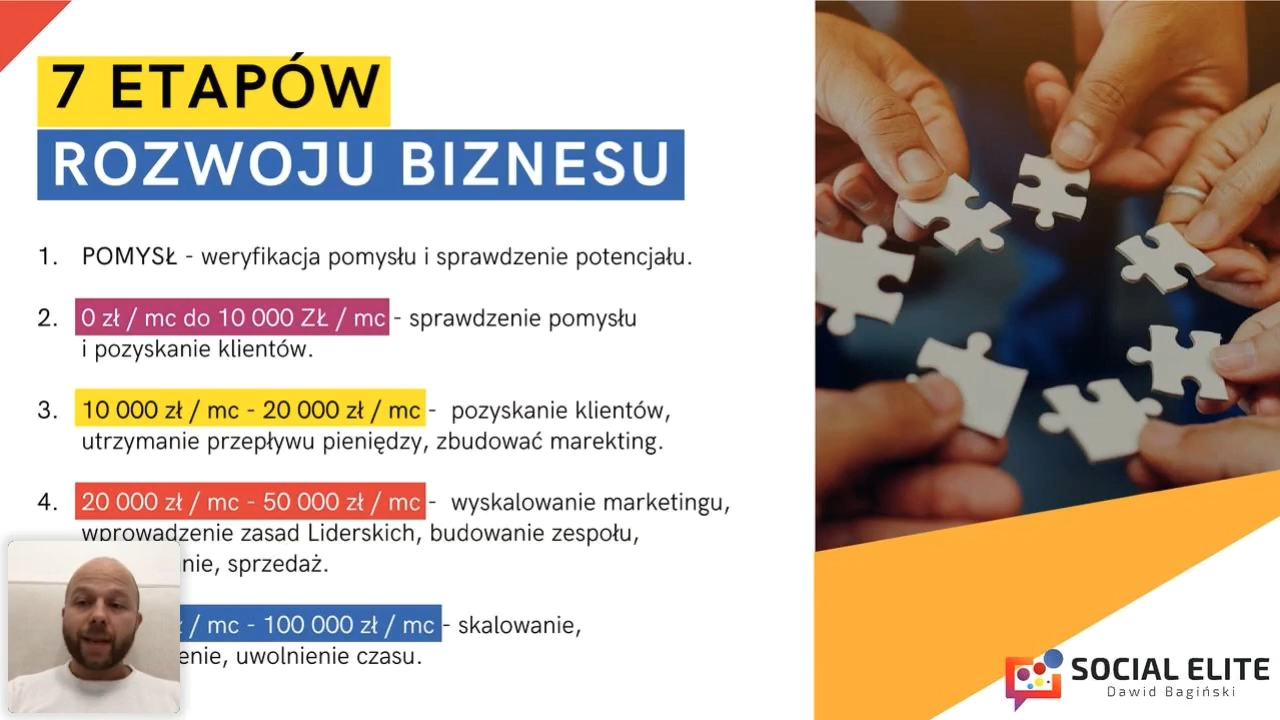 7 ETAPÓW
ROZWOJU BIZNESU
1. POMYSŁ - weryfikacja pomysłu i sprawdzenie potencjału.
2. 0 zł / mc do 10 000 ZŁ / mc - sprawdzenie pomysłu
i pozyskanie klientów.
3. 10 000 zł / mc - 20 000 zł / mc - pozyskanie klientów,
utrzymanie przepływu pieniędzy, zbudować marekting.
4. 20 000 zł / mc - 50 000 zł / mc - wyskalowanie marketingu,
wprowadzenie zasad Liderskich, budowanie zespołu,
nie, sprzedaż.
/ mc - 100 000 zł / mc - skalowanie,
enie, uwolnienie czasu.
SOCIAL ELITE
Dawid Bagiński